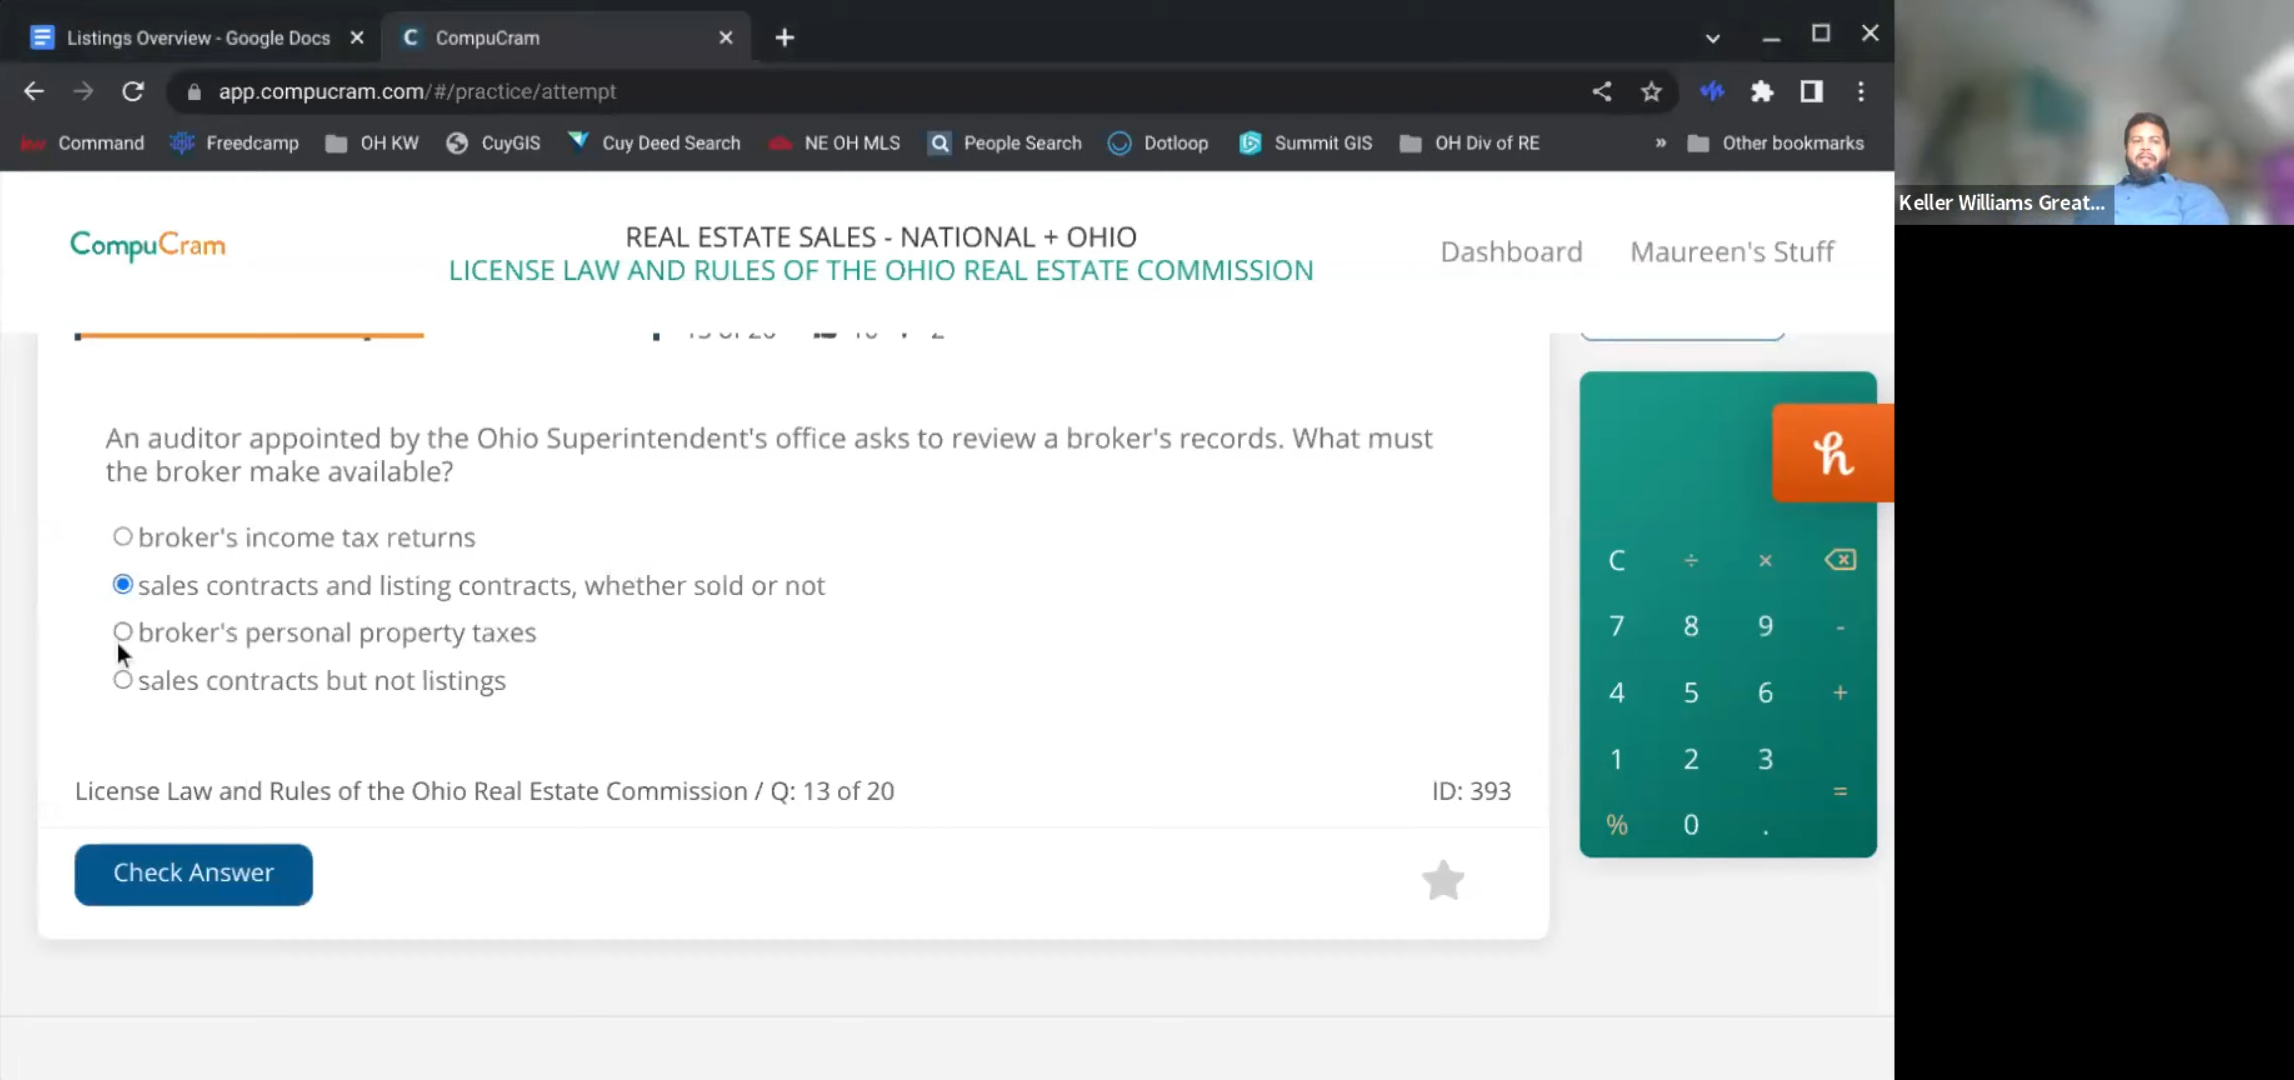 Listings Overview - Google Docs
CompuCram
app.compucram.com/#/practice/attempt
Command
Freedcamp
OH KW
CuyGIS
Cuy Deed Search
NE OH MLS
People Search
Dotloop
Summit GIS
OH Div of RE
»
Other bookmarks
Keller Williams Great...
CompuCram
REAL ESTATE SALES - NATIONAL + OHIO
LICENSE LAW AND RULES OF THE OHIO REAL ESTATE COMMISSION
Dashboard
Maureen's Stuff
An auditor appointed by the Ohio Superintendent's office asks to review a broker's records. What must
the broker make available?
broker's income tax returns
sales contracts and listing contracts, whether sold or not
broker's personal property taxes
sales contracts but not listings
License Law and Rules of the Ohio Real Estate Commission / Q: 13 of 20
ID: 393
Check Answer
h
C ÷ ×
7 8 9 -
4 5 6 +
1 2 3
=
% 0 .